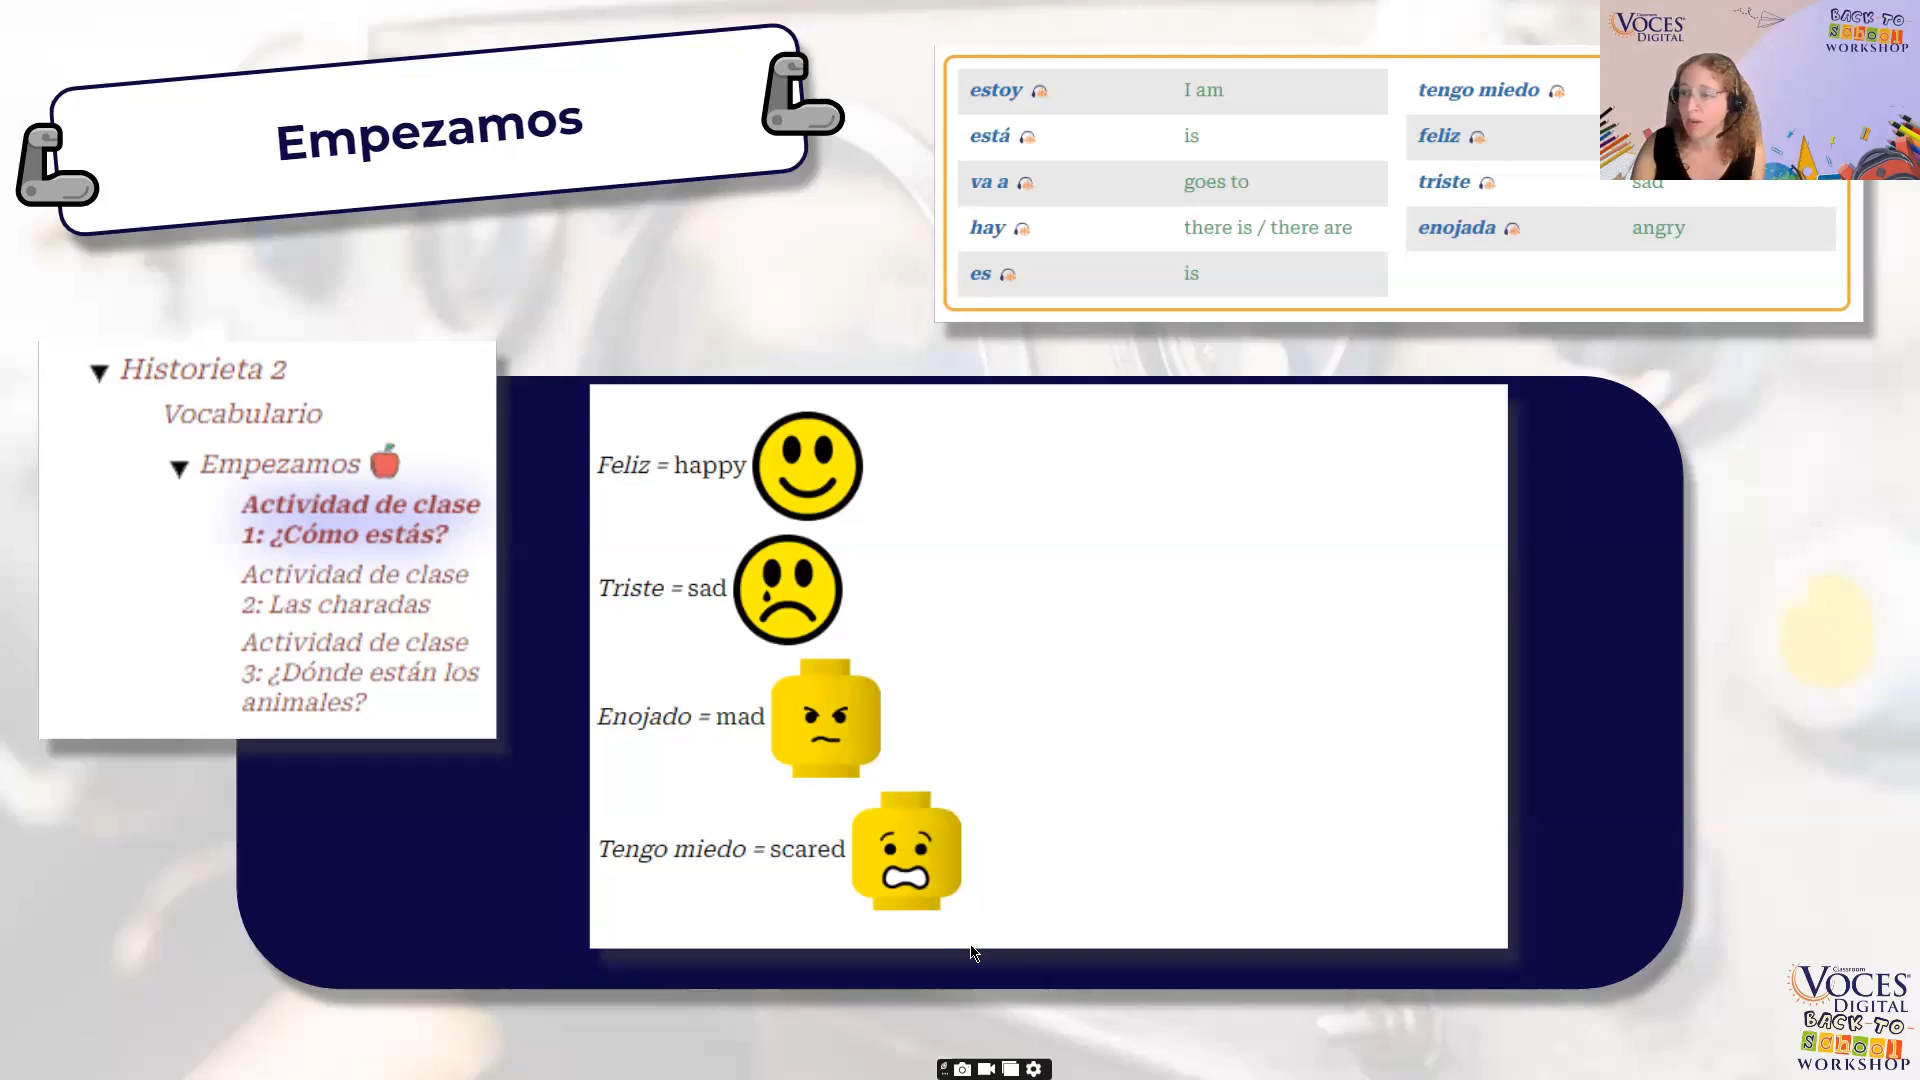 Empezamos
estoy I am
está is
va a goes to
hay there is / there are
es is
tengo miedo
feliz
triste sad
enojada angry
VOCES
DIGITAL
BACK-TO-
school
WORKSHOP
Historieta 2
Vocabulario
Empezamos
Actividad de clase
1: ¿Cómo estás?
Actividad de clase
2: Las charadas
Actividad de clase
3: ¿Dónde están los
animales?
Feliz = happy
Triste = sad
Enojado = mad
Tengo miedo = scared
Classroom
VOCES
DIGITAL
BACK-TO-
school
WORKSHOP